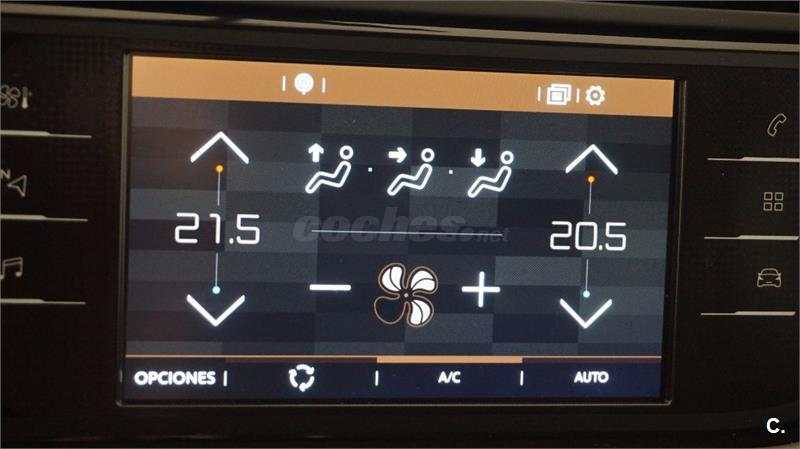 N
21.5
20.5
coches.net
OPCIONES
A/C
AUTO
C.